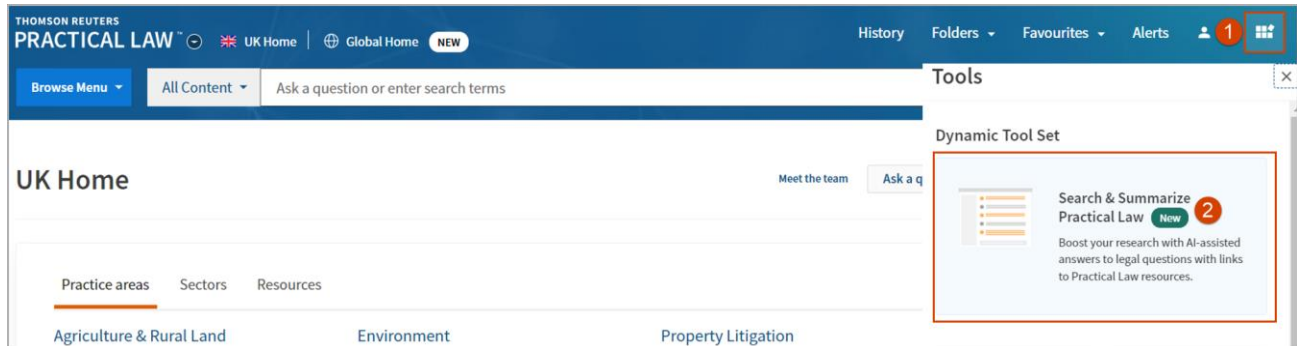 THOMSON REUTERS
PRACTICAL LAW™ UK Home Global Home NEW
History Folders Favourites Alerts 1
Browse Menu All Content Ask a question or enter search terms
Tools
Dynamic Tool Set
UK Home
Meet the team Ask a q
Search & Summarize
Practical Law New 2
Boost your research with AI-assisted
answers to legal questions with links
to Practical Law resources.
Practice areas Sectors Resources
Agriculture & Rural Land Environment Property Litigation